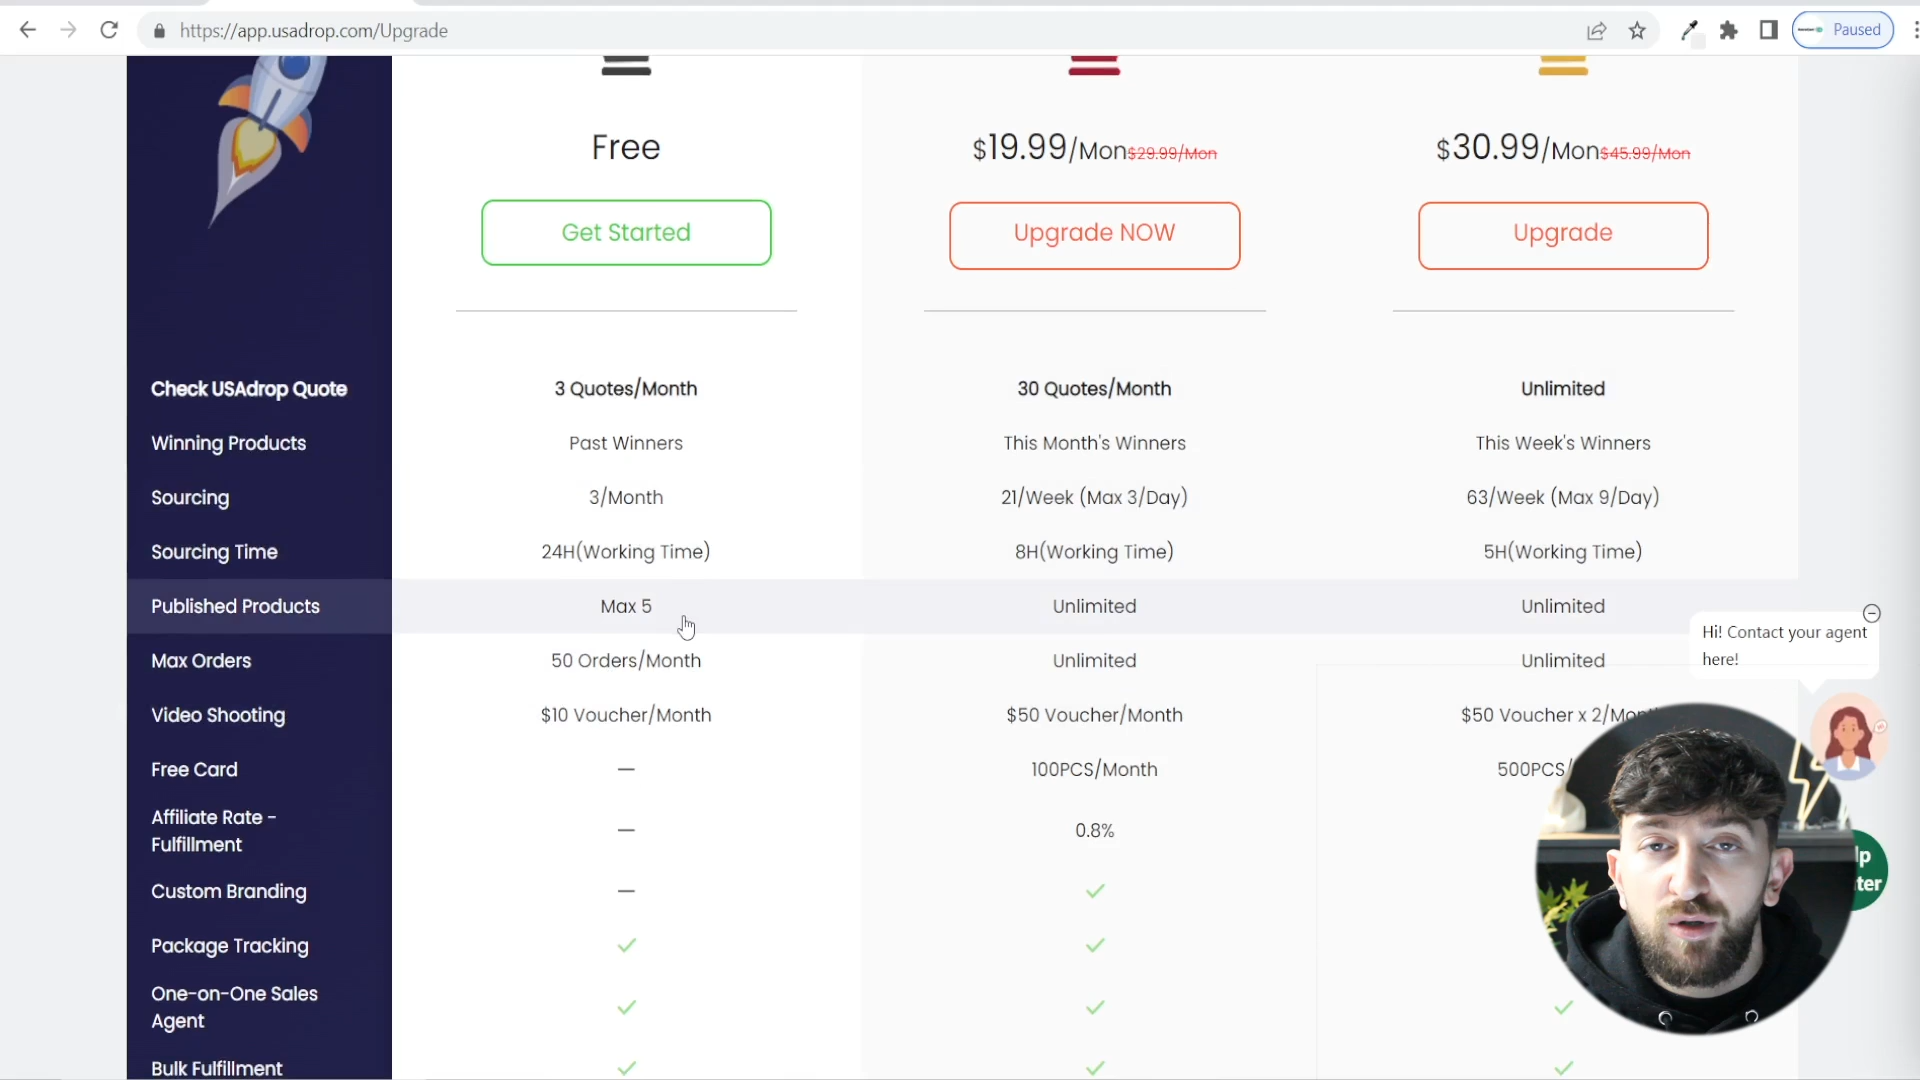 https://app.usadrop.com/Upgrade
Paused
Free
$19.99/Mon$29.99/Mon
$30.99/Mon$45.99/Mon
Get Started
Upgrade NOW
Upgrade
Check USAdrop Quote
3 Quotes/Month
30 Quotes/Month
Unlimited
Winning Products
Past Winners
This Month's Winners
This Week's Winners
Sourcing
3/Month
21/Week (Max 3/Day)
63/Week (Max 9/Day)
Sourcing Time
24H(Working Time)
8H(Working Time)
5H(Working Time)
Published Products
Max 5
Unlimited
Unlimited
Hi! Contact your agent
here!
Max Orders
50 Orders/Month
Unlimited
Unlimited
Video Shooting
$10 Voucher/Month
$50 Voucher/Month
$50 Voucher x 2/Mon
Free Card
—
100PCS/Month
500PCS/
Affiliate Rate -
Fulfillment
—
0.8%
Custom Branding
—
Package Tracking
One-on-One Sales
Agent
Bulk Fulfillment
lp
ter